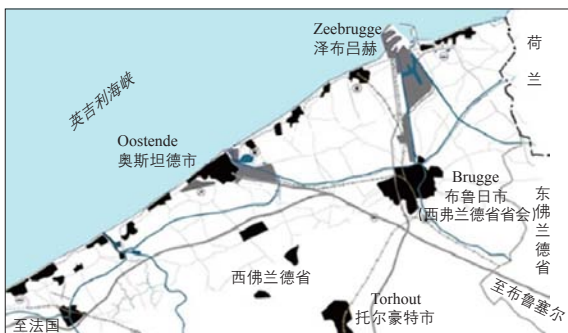 Zeebrugge
泽布吕赫
荷兰
英吉利海峡
Oostende
奥斯坦德市
Brugge
布鲁日市
(西弗兰德省省会)
东佛兰德省
西佛兰德省
至布鲁塞尔
Torhout
托尔豪特市
至法国